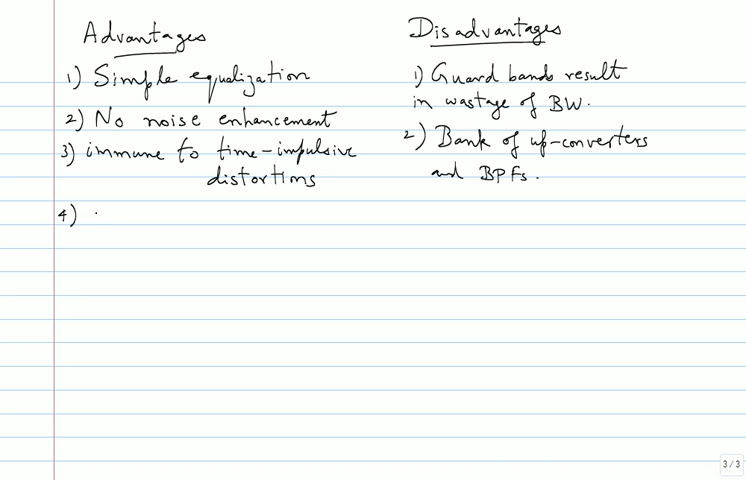 Advantages
1) Simple equalization
2) No noise enhancement
3) immune to time-impulsive
distortions
4) .
Disadvantages
1) Guard bands result
in wastage of BW.
2) Bank of up-converters
and BPFs.
3/3